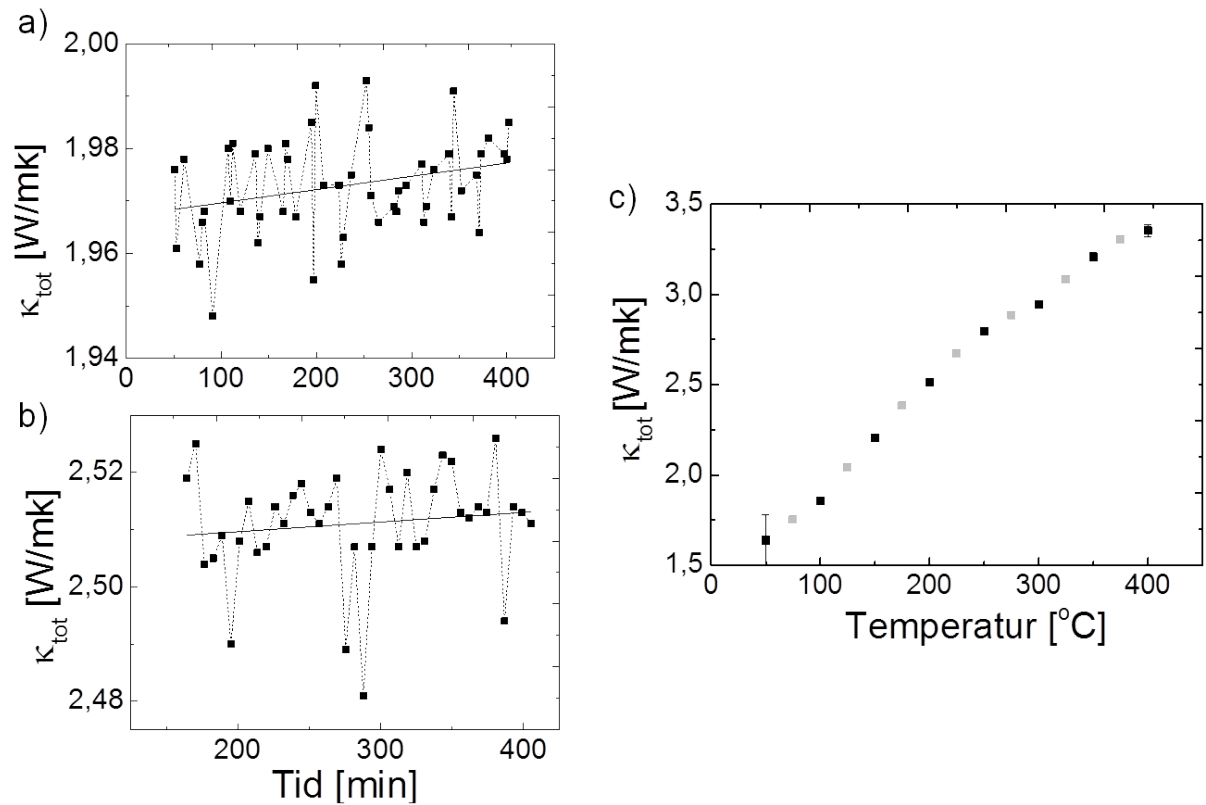 a)
κtot [W/mk]
2,00
1,98
1,96
1,94
0 100 200 300 400
b)
κtot [W/mk]
2,52
2,50
2,48
200 300 400
Tid [min]
c)
κtot [W/mk]
3,5
3,0
2,5
2,0
1,5
0 100 200 300 400
Temperatur [°C]